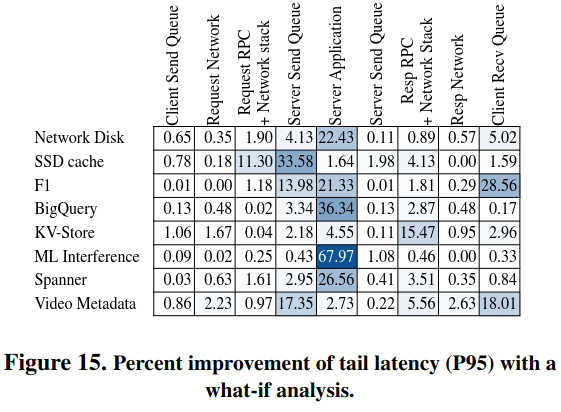 Client Send Queue
Request Network
Request RPC
+ Network stack
Server Send Queue
Server Application
Server Send Queue
Resp RPC
+ Network Stack
Resp Network
Client Recv Queue
Network Disk 0.65 0.35 1.90 4.13 22.43 0.11 0.89 0.57 5.02
SSD cache 0.78 0.18 11.30 33.58 1.64 1.98 4.13 0.00 1.59
F1 0.01 0.00 1.18 13.98 21.33 0.01 1.81 0.29 28.56
BigQuery 0.13 0.48 0.02 3.34 36.34 0.13 2.87 0.48 0.17
KV-Store 1.06 1.67 0.04 2.18 4.55 0.11 15.47 0.95 2.96
ML Interference 0.09 0.02 0.25 0.43 67.97 1.08 0.46 0.00 0.33
Spanner 0.03 0.63 1.61 2.95 26.56 0.41 3.51 0.35 0.84
Video Metadata 0.86 2.23 0.97 17.35 2.73 0.22 5.56 2.63 18.01
Figure 15. Percent improvement of tail latency (P95) with a
what-if analysis.